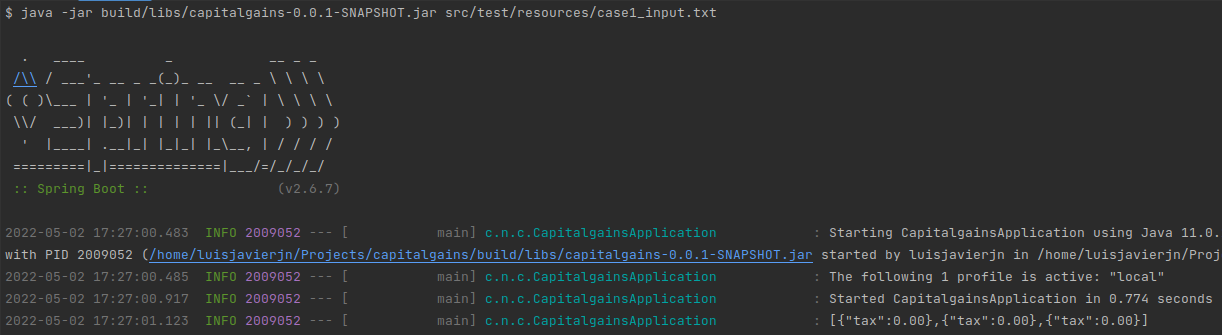 $ java -jar build/libs/capitalgains-0.0.1-SNAPSHOT.jar src/test/resources/case1_input.txt
  .   ____          _            __ _ _
 /\\ / ___'_ __ _ _(_)_ __  __ _ \ \ \ \
( ( )\___ | '_ | '_| | '_ \/ _` | \ \ \ \
 \\/  ___)| |_)| | | | | || (_| |  ) ) ) )
  '  |____| .__|_| |_|_| |_\__, | / / / /
 =========|_|==============|___/=/_/_/_/
 :: Spring Boot ::                (v2.6.7)
2022-05-02 17:27:00.483  INFO 2009052 --- [           main] c.n.c.CapitalgainsApplication            : Starting CapitalgainsApplication using Java 11.0.
with PID 2009052 (/home/luisjavierjn/Projects/capitalgains/build/libs/capitalgains-0.0.1-SNAPSHOT.jar started by luisjavierjn in /home/luisjavierjn/Proj
2022-05-02 17:27:00.485  INFO 2009052 --- [           main] c.n.c.CapitalgainsApplication            : The following 1 profile is active: "local"
2022-05-02 17:27:00.917  INFO 2009052 --- [           main] c.n.c.CapitalgainsApplication            : Started CapitalgainsApplication in 0.774 seconds
2022-05-02 17:27:01.123  INFO 2009052 --- [           main] c.n.c.CapitalgainsApplication            : [{"tax":0.00},{"tax":0.00},{"tax":0.00}]